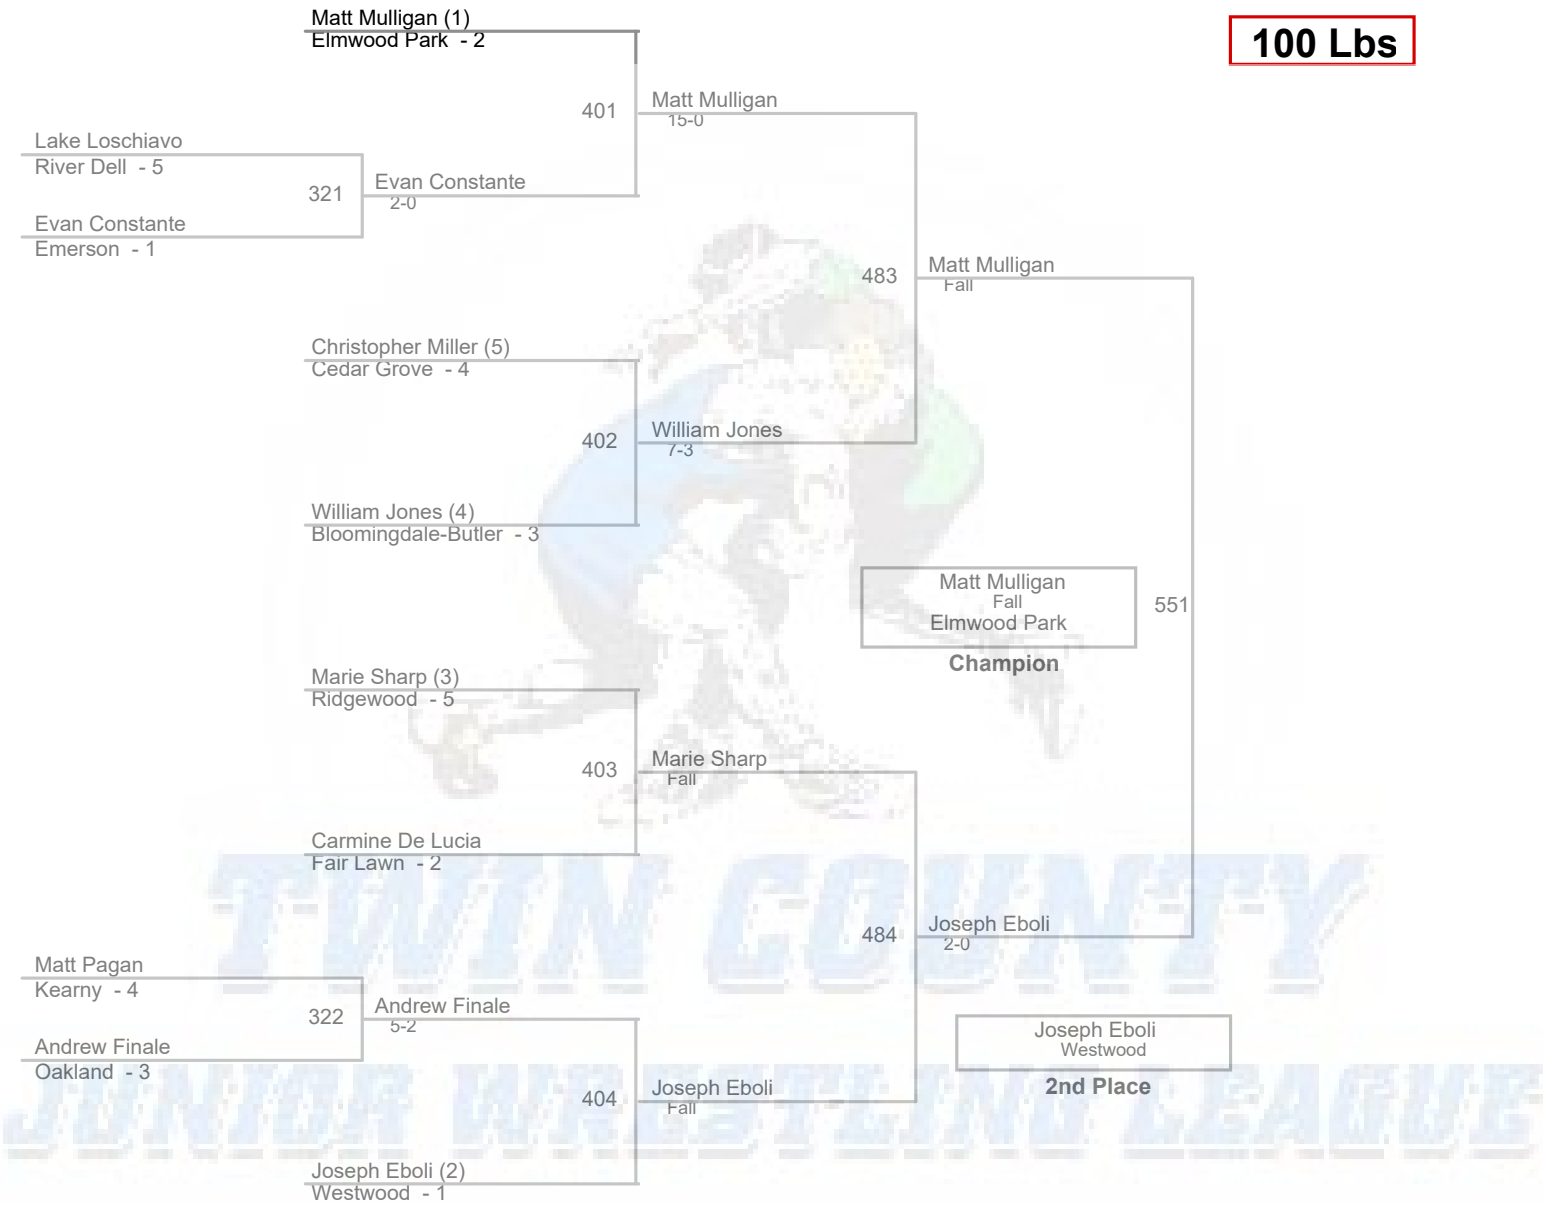 Matt Mulligan (1)
Elmwood Park - 2
100 Lbs
401
Matt Mulligan
15-0
Lake Loschiavo
River Dell - 5
321
Evan Constante
2-0
Evan Constante
Emerson - 1
483
Matt Mulligan
Fall
Christopher Miller (5)
Cedar Grove - 4
402
William Jones
7-3
William Jones (4)
Bloomingdale-Butler - 3
Matt Mulligan
Fall
Elmwood Park
551
Champion
Marie Sharp (3)
Ridgewood - 5
403
Marie Sharp
Fall
Carmine De Lucia
Fair Lawn - 2
TWIN COUNTY
484
Joseph Eboli
2-0
Matt Pagan
Kearny - 4
322
Andrew Finale
5-2
Andrew Finale
Oakland - 3
Joseph Eboli
Westwood
2nd Place
404
Joseph Eboli
Fall
JUNIOR WRESTLING LEAGUE
Joseph Eboli (2)
Westwood - 1